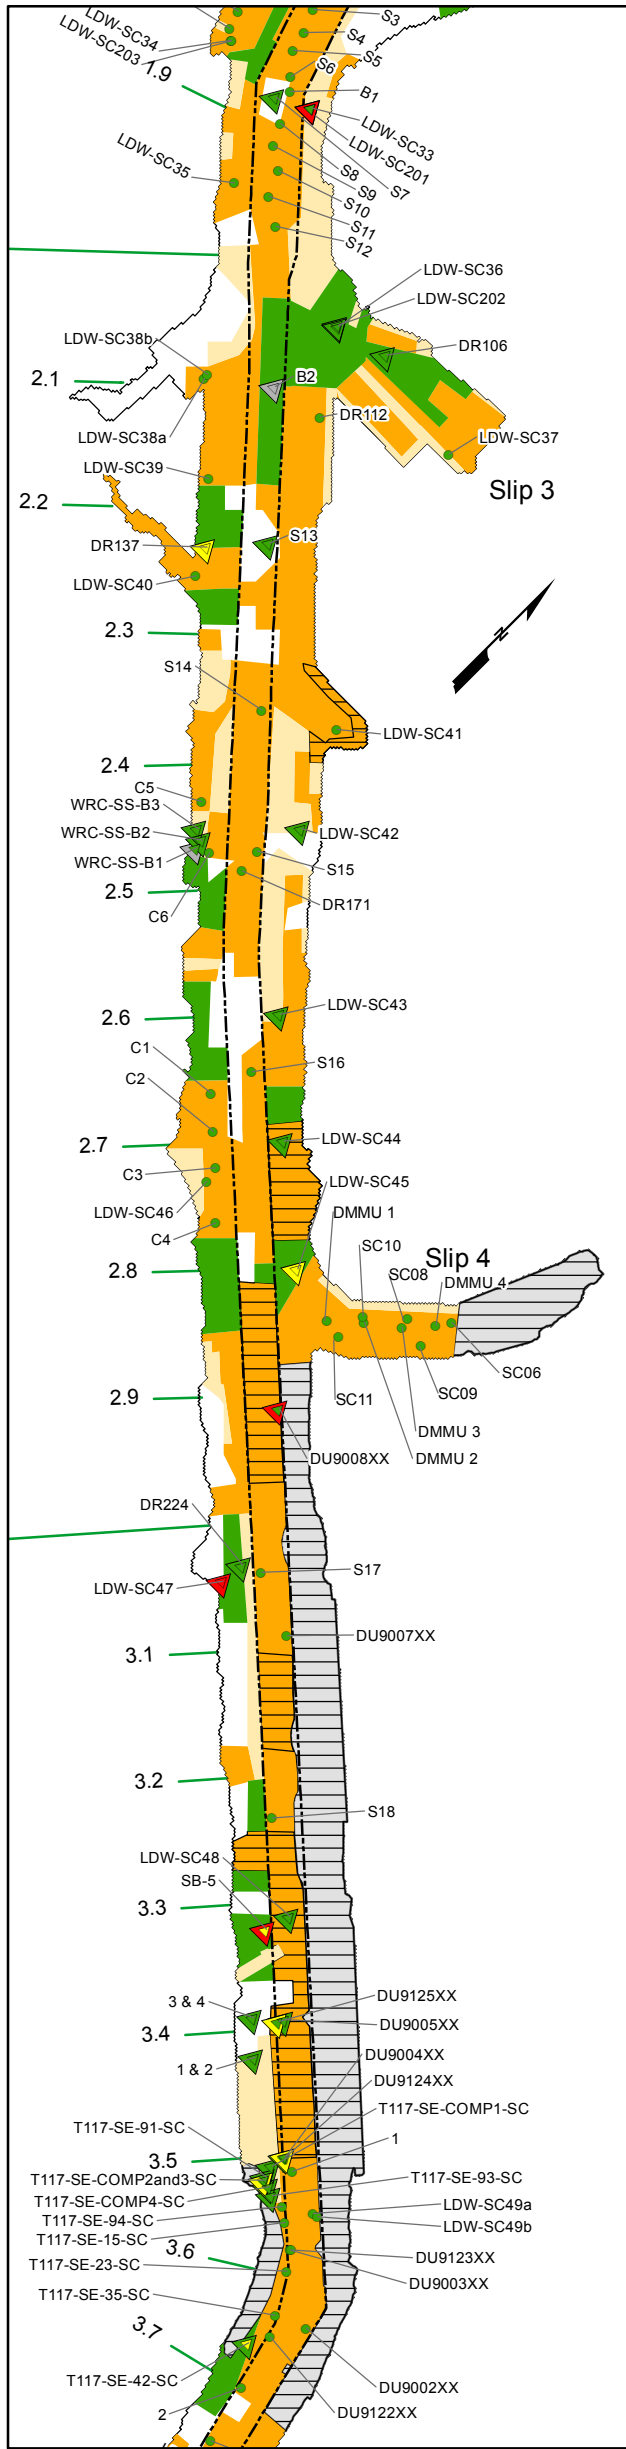 S3
LDW-SC34
S4
LDW-SC203
S5
S6
1.9
B1
LDW-SC33
LDW-SC201
S7
S8
LDW-SC35
S9
S10
S11
S12
LDW-SC36
LDW-SC202
LDW-SC38b
DR106
2.1
B2
DR112
LDW-SC38a
LDW-SC37
LDW-SC39
Slip 3
2.2
S13
DR137
LDW-SC40
2.3
N
S14
LDW-SC41
2.4
C5
WRC-SS-B3
WRC-SS-B2
LDW-SC42
WRC-SS-B1
S15
2.5
DR171
C6
LDW-SC43
2.6
C1
S16
C2
2.7
LDW-SC44
C3
LDW-SC45
LDW-SC46
DMMU 1
C4
SC10
Slip 4
2.8
SC08
DMMU 4
SC06
SC09
2.9
SC11
DMMU 3
DU9008XX
DMMU 2
DR224
S17
LDW-SC47
DU9007XX
3.1
3.2
S18
LDW-SC48
SB-5
3.3
DU9125XX
3 & 4
DU9005XX
3.4
DU9004XX
1 & 2
DU9124XX
T117-SE-COMP1-SC
T117-SE-91-SC
1
3.5
T117-SE-93-SC
T117-SE-COMP2and3-SC
T117-SE-COMP4-SC
LDW-SC49a
T117-SE-94-SC
LDW-SC49b
T117-SE-15-SC
3.6
DU9123XX
T117-SE-23-SC
DU9003XX
T117-SE-35-SC
3.7
T117-SE-42-SC
DU9002XX
2
DU9122XX